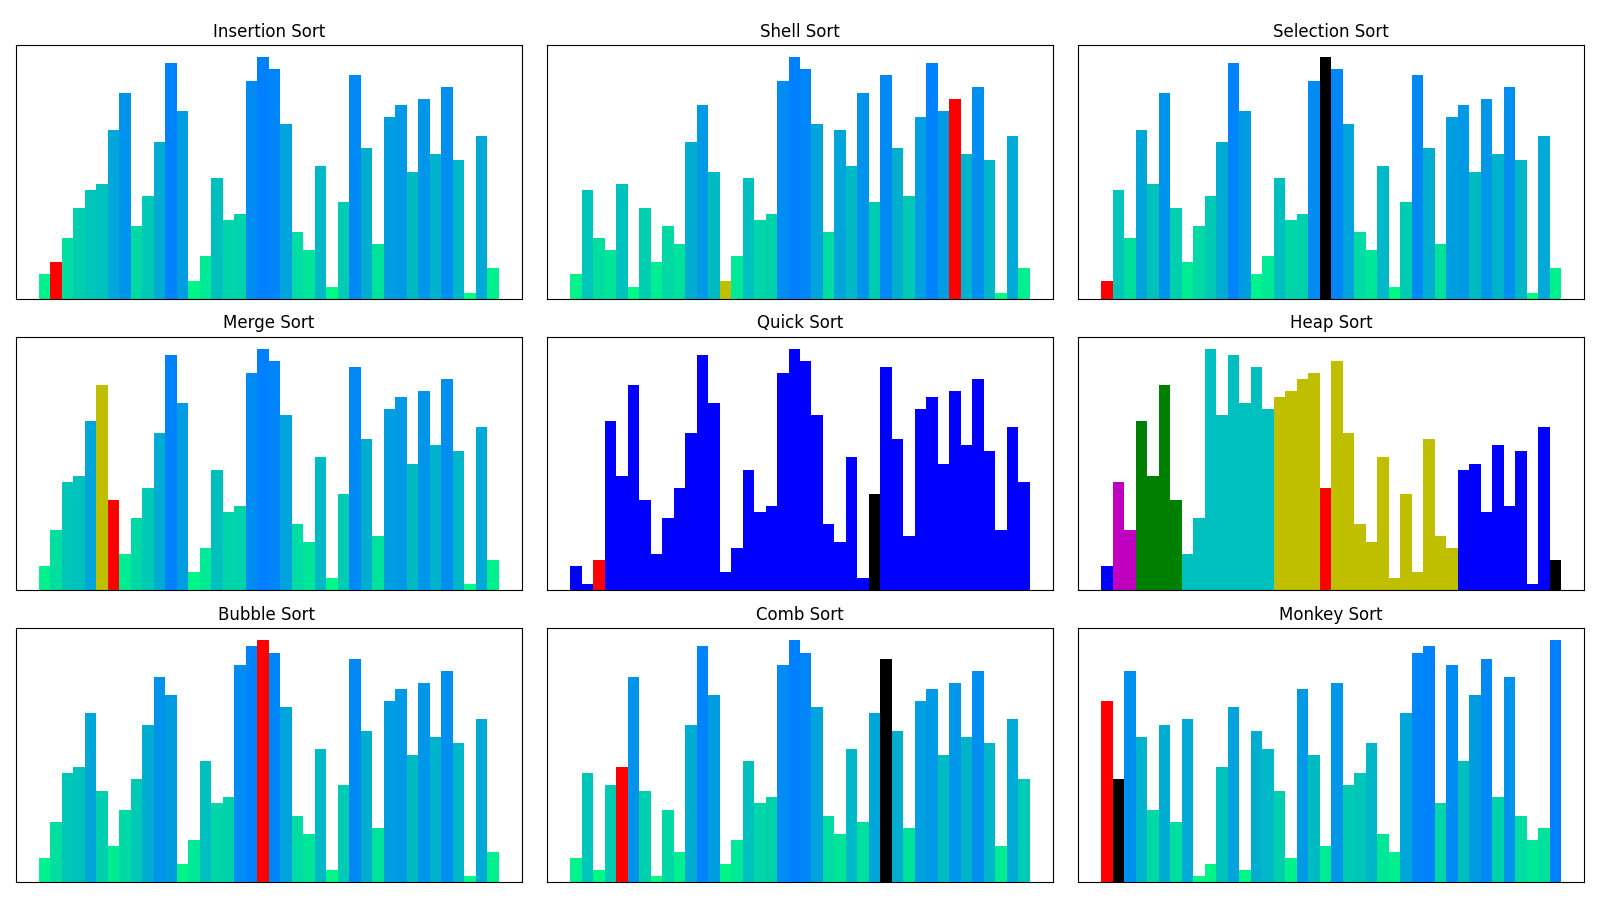 Insertion Sort
Shell Sort
Selection Sort
Merge Sort
Quick Sort
Heap Sort
Bubble Sort
Comb Sort
Monkey Sort